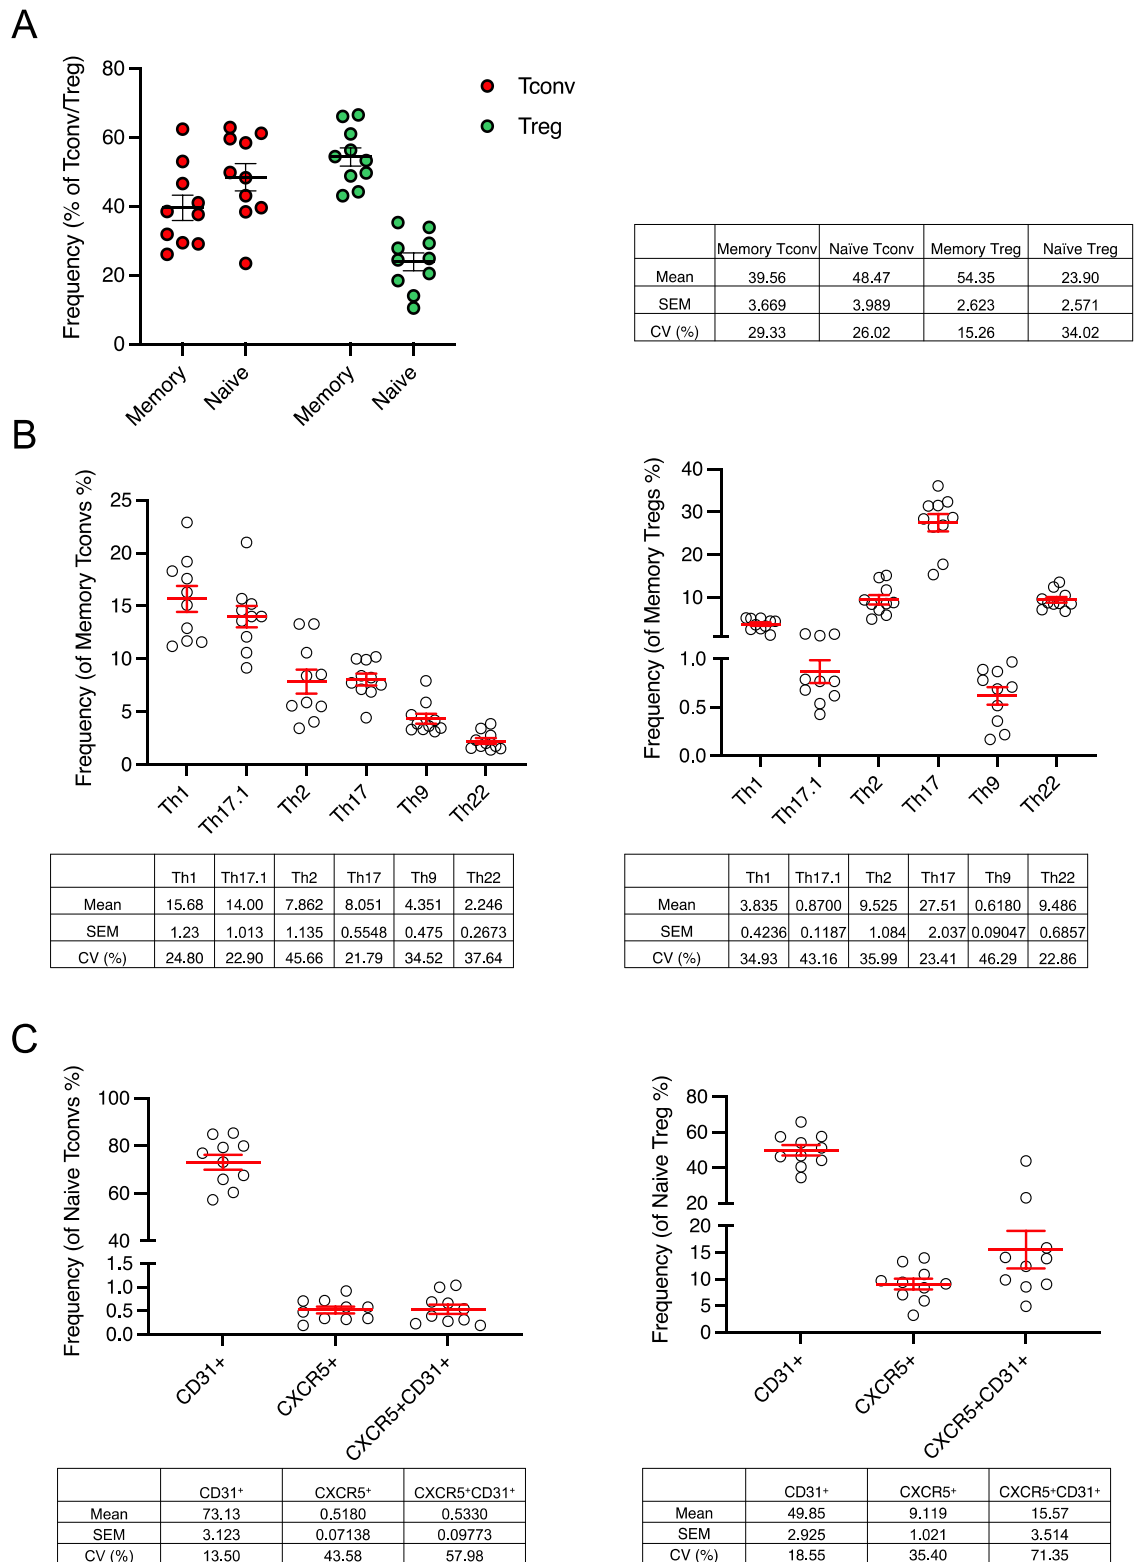 A
Frequency (% of Tconv/Treg)
80
60
40
20
0
Memory
Naive
Memory
Naive
Tconv
Treg
Memory Tconv Naïve Tconv Memory Treg Naïve Treg
Mean 39.56 48.47 54.35 23.90
SEM 3.669 3.989 2.623 2.571
CV (%) 29.33 26.02 15.26 34.02
B
Frequency (of Memory Tconvs %)
25
20
15
10
5
0
Th1
Th17.1
Th2
Th17
Th9
Th22
Frequency (of Memory Tregs %)
40
30
20
10
1.0
0.5
0.0
Th1
Th17.1
Th2
Th17
Th9
Th22
Th1 Th17.1 Th2 Th17 Th9 Th22
Mean 15.68 14.00 7.862 8.051 4.351 2.246
SEM 1.23 1.013 1.135 0.5548 0.475 0.2673
CV (%) 24.80 22.90 45.66 21.79 34.52 37.64
Th1 Th17.1 Th2 Th17 Th9 Th22
Mean 3.835 0.8700 9.525 27.51 0.6180 9.486
SEM 0.4236 0.1187 1.084 2.037 0.09047 0.6857
CV (%) 34.93 43.16 35.99 23.41 46.29 22.86
C
Frequency (of Naive Tconvs %)
100
80
60
40
1.5
1.0
0.5
0.0
CD31+
CXCR5+
CXCR5+CD31+
Frequency (of Naive Treg %)
80
60
40
20
20
15
10
5
0
CD31+
CXCR5+
CXCR5+CD31+
CD31⁺ CXCR5⁺ CXCR5⁺CD31⁺
Mean 73.13 0.5180 0.5330
SEM 3.123 0.07138 0.09773
CV (%) 13.50 43.58 57.98
CD31⁺ CXCR5⁺ CXCR5⁺CD31⁺
Mean 49.85 9.119 15.57
SEM 2.925 1.021 3.514
CV (%) 18.55 35.40 71.35